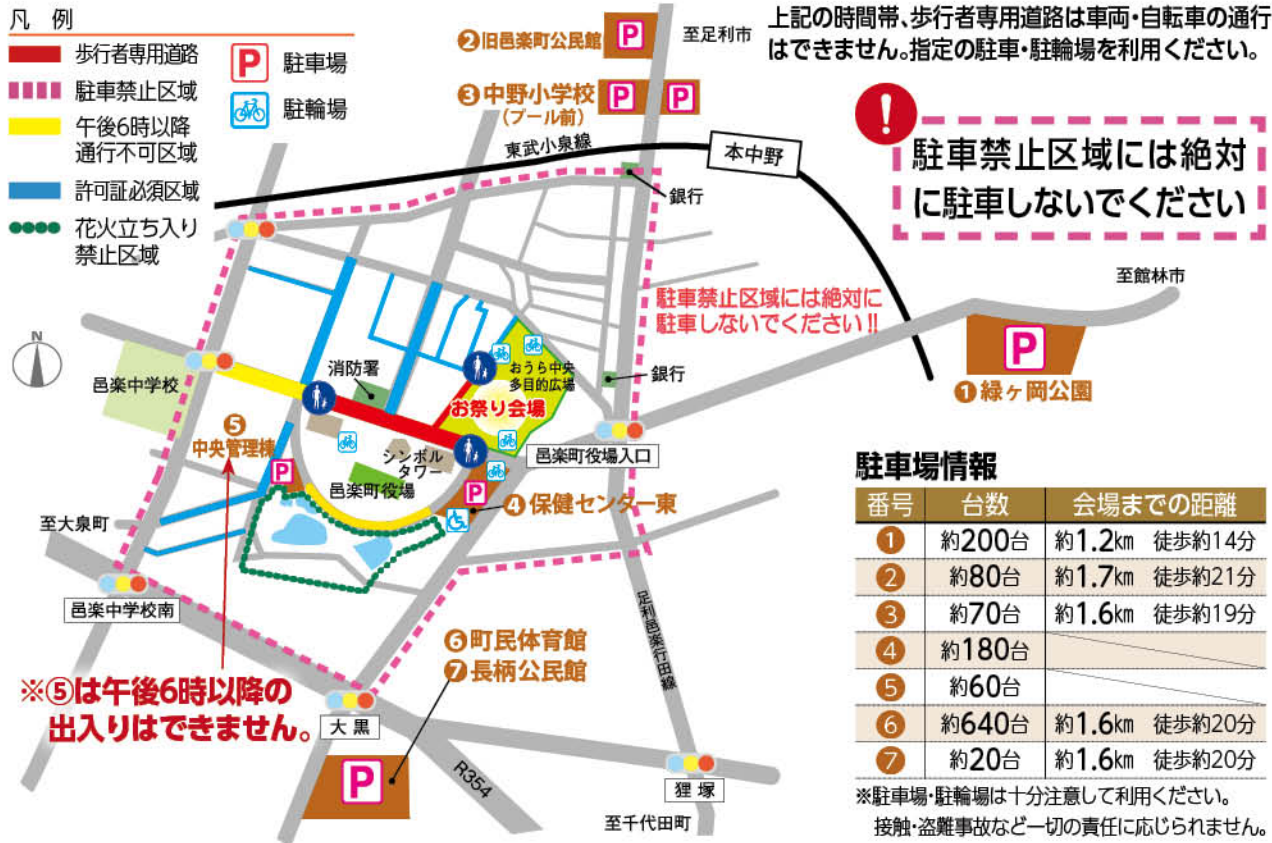 凡 例
歩行者専用道路
駐車禁止区域
午後6時以降
通行不可区域
許可証必須区域
花火立ち入り
禁止区域
P 駐車場
駐輪場
上記の時間帯、歩行者専用道路は車両・自転車の通行
はできません。指定の駐車・駐輪場を利用ください。
!
駐車禁止区域には絶対
に駐車しないでください
❷旧邑楽町公民館
P
至足利市
❸中野小学校
(プール前)
P
P
東武小泉線
本中野
銀行
至館林市
駐車禁止区域には絶対に
駐車しないでください!!
P
❶緑ヶ岡公園
N
邑楽中学校
消防署
おうら中央
多目的広場
お祭り会場
銀行
❺
中央管理棟
P
シンボル
タワー
邑楽町役場
邑楽町役場入口
P
❹保健センター東
至大泉町
邑楽中学校南
足利邑楽行田線
❻町民体育館
❼長柄公民館
※⑤は午後6時以降の
出入りはできません。
大黒
P
R354
狸塚
至千代田町
駐車場情報
番号 台数 会場までの距離
❶ 約200台 約1.2km 徒歩約14分
❷ 約80台 約1.7km 徒歩約21分
❸ 約70台 約1.6km 徒歩約19分
❹ 約180台
❺ 約60台
❻ 約640台 約1.6km 徒歩約20分
❼ 約20台 約1.6km 徒歩約20分
※駐車場・駐輪場は十分注意して利用ください。
接触・盗難事故など一切の責任に応じられません。